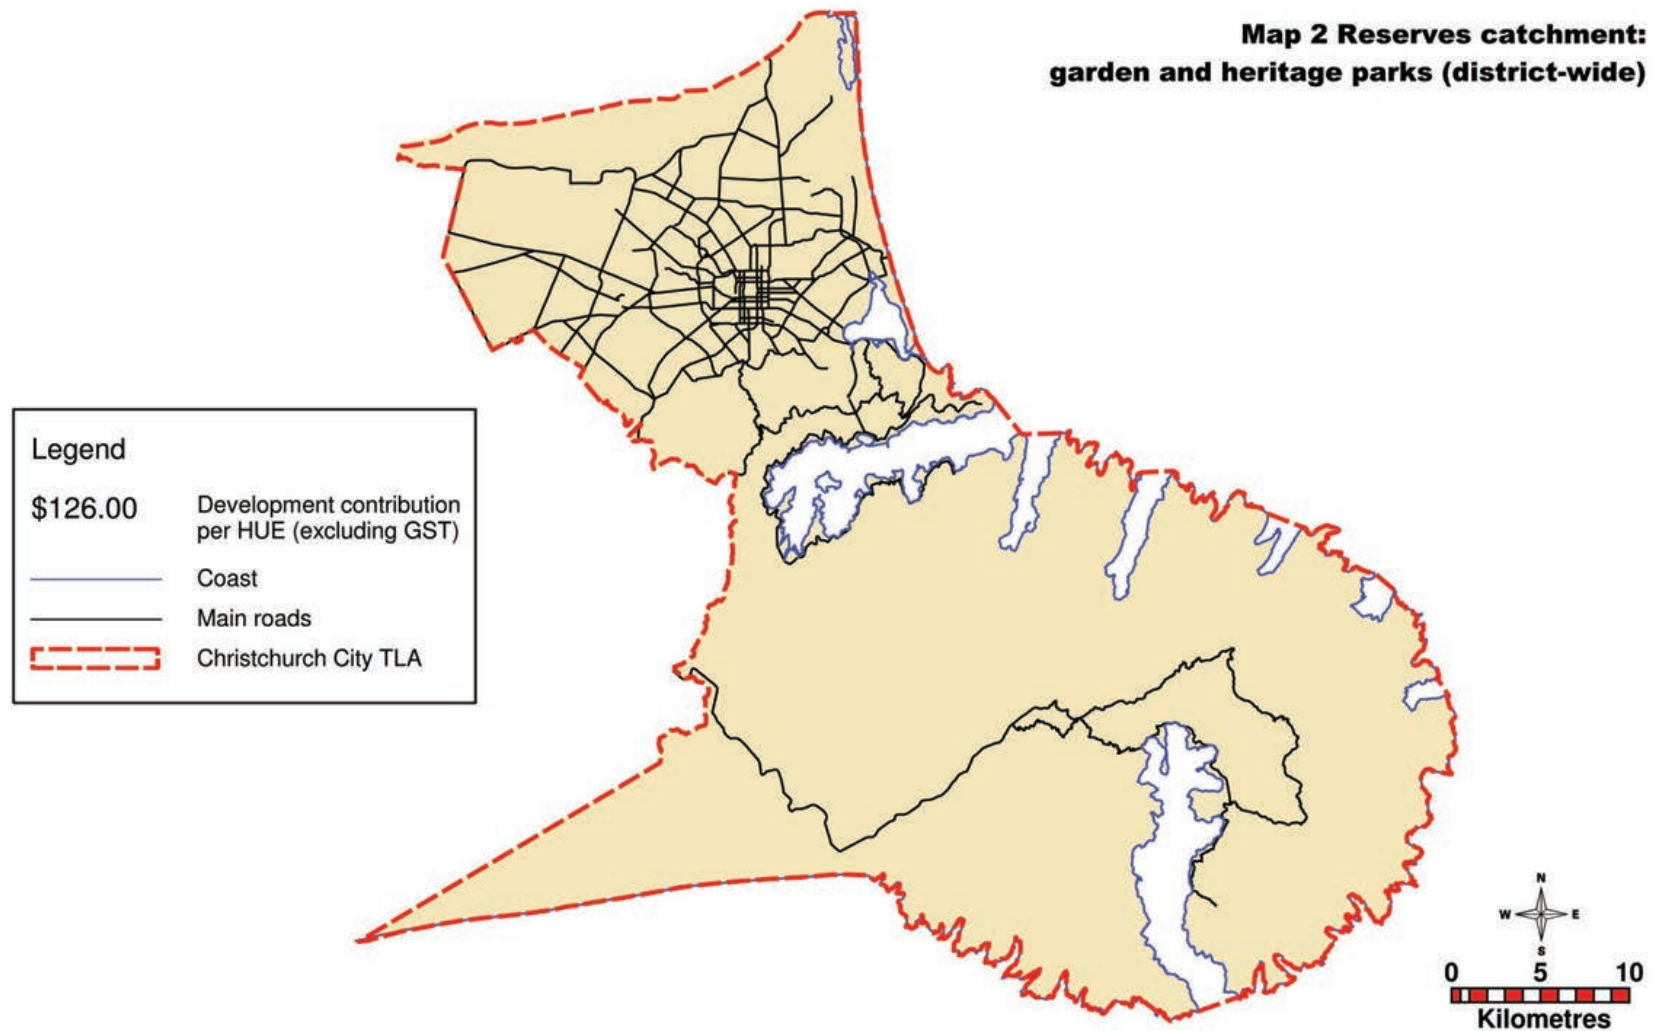 Map 2 Reserves catchment:
garden and heritage parks (district-wide)
Legend
$126.00
Development contribution
per HUE (excluding GST)
Coast
Main roads
Christchurch City TLA
N
W E
S
0 5 10
Kilometres